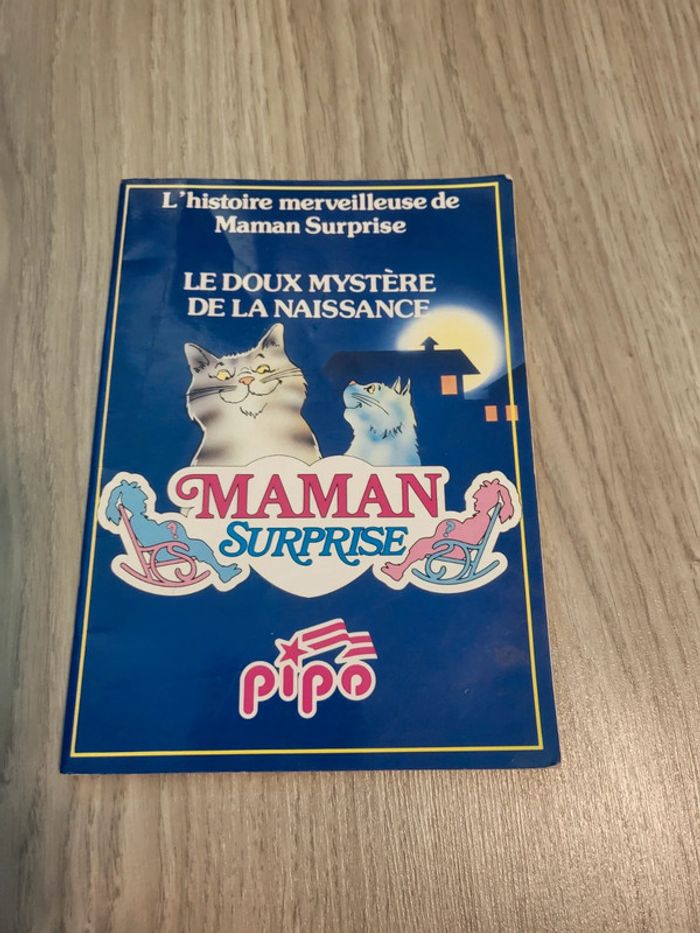 L'histoire merveilleuse de
Maman Surprise
LE DOUX MYSTÈRE
DE LA NAISSANCE
MAMAN
SURPRISE
?
?
pipo